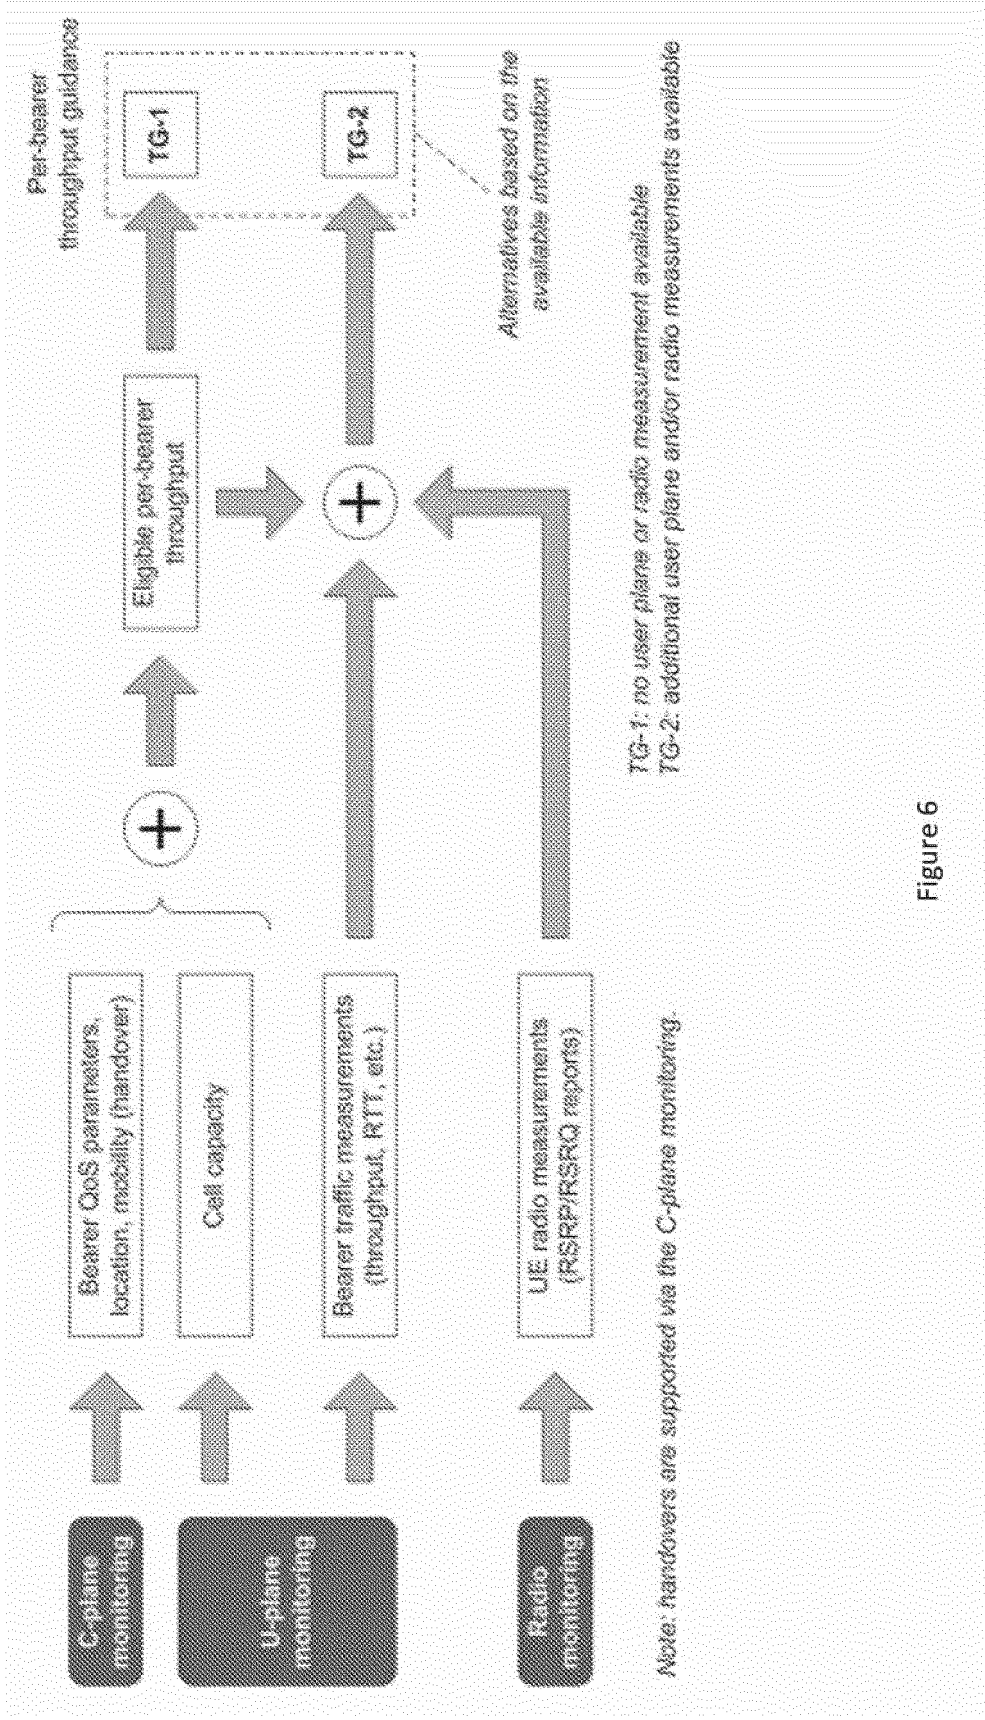 C-plane
monitoring
U-plane
monitoring
Radio
monitoring
Bearer QoS parameters,
location, mobility (handover)
Cell capacity
Bearer traffic measurements
(throughput, RTT, etc.)
UE radio measurements
(RSRP/RSRQ reports)
+
Eligible per-bearer
throughput
+
Per-bearer
throughput guidance
TG-1
TG-2
Alternatives based on the
available information
TG-1: no user plane or radio measurement available
TG-2: additional user plane and/or radio measurements available
Note: handovers are supported via the C-plane monitoring.
Figure 6